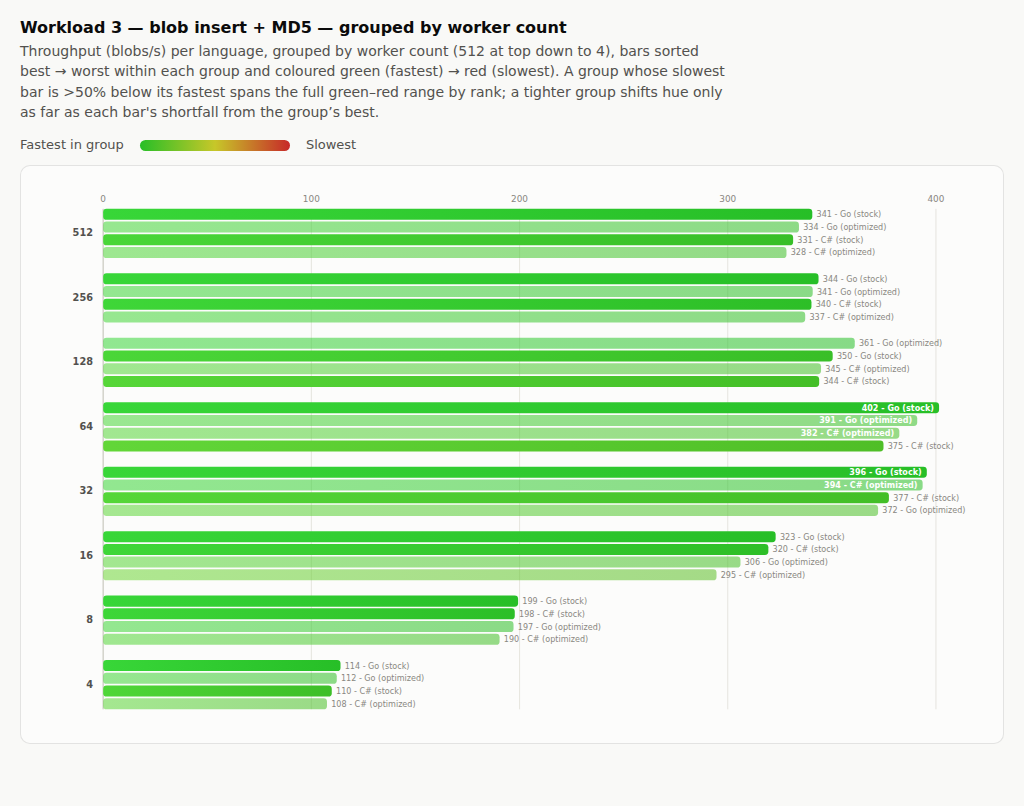 Workload 3 — blob insert + MD5 — grouped by worker count
Throughput (blobs/s) per language, grouped by worker count (512 at top down to 4), bars sorted
best → worst within each group and coloured green (fastest) → red (slowest). A group whose slowest
bar is >50% below its fastest spans the full green–red range by rank; a tighter group shifts hue only
as far as each bar's shortfall from the group’s best.
Fastest in group
Slowest
0 100 200 300 400
512
341 - Go (stock)
334 - Go (optimized)
331 - C# (stock)
328 - C# (optimized)
256
344 - Go (stock)
341 - Go (optimized)
340 - C# (stock)
337 - C# (optimized)
128
361 - Go (optimized)
350 - Go (stock)
345 - C# (optimized)
344 - C# (stock)
64
402 - Go (stock)
391 - Go (optimized)
382 - C# (optimized)
375 - C# (stock)
32
396 - Go (stock)
394 - C# (optimized)
377 - C# (stock)
372 - Go (optimized)
16
323 - Go (stock)
320 - C# (stock)
306 - Go (optimized)
295 - C# (optimized)
8
199 - Go (stock)
198 - C# (stock)
197 - Go (optimized)
190 - C# (optimized)
4
114 - Go (stock)
112 - Go (optimized)
110 - C# (stock)
108 - C# (optimized)